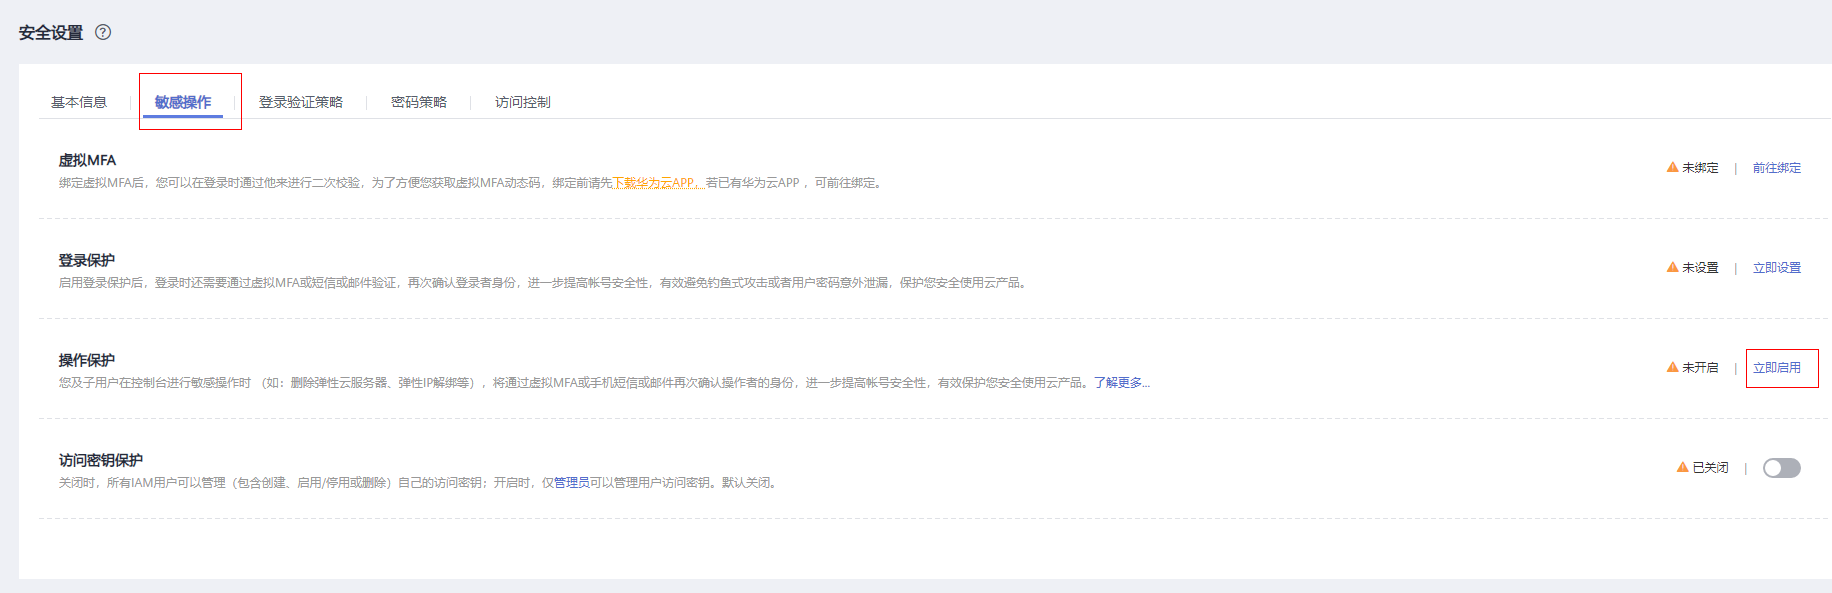 安全设置 ?
基本信息 敏感操作 登录验证策略 密码策略 访问控制
虚拟MFA
绑定虚拟MFA后，您可以在登录时通过他来进行二次校验，为了方便您获取虚拟MFA动态码，绑定前请先下载华为云APP，若已有华为云APP ，可前往绑定。
未绑定 | 前往绑定
登录保护
启用登录保护后，登录时还需要通过虚拟MFA或短信或邮件验证，再次确认登录者身份，进一步提高帐号安全性，有效避免钓鱼式攻击或者用户密码意外泄漏，保护您安全使用云产品。
未设置 | 立即设置
操作保护
您及子用户在控制台进行敏感操作时 （如：删除弹性云服务器、弹性IP解绑等），将通过虚拟MFA或手机短信或邮件再次确认操作者的身份，进一步提高帐号安全性，有效保护您安全使用云产品。了解更多...
未开启 | 立即启用
访问密钥保护
关闭时，所有IAM用户可以管理（包含创建、启用/停用或删除）自己的访问密钥；开启时，仅管理员可以管理用户访问密钥。默认关闭。
已关闭 |